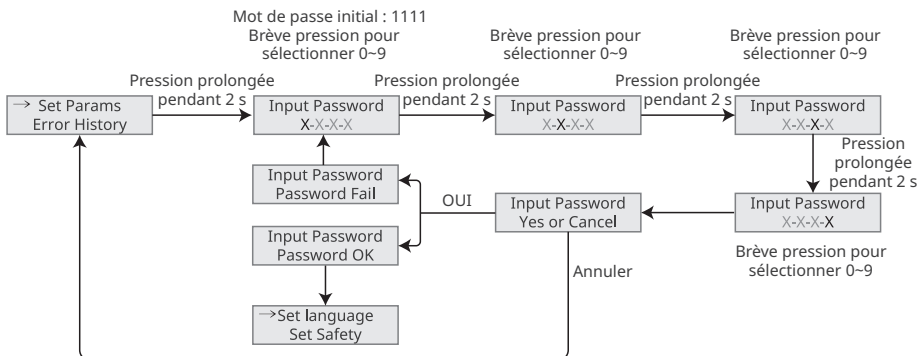 Mot de passe initial : 1111
Brève pression pour
sélectionner 0~9
Brève pression pour
sélectionner 0~9
Brève pression pour
sélectionner 0~9
Pression prolongée
pendant 2 s
Pression prolongée
pendant 2 s
Pression prolongée
pendant 2 s
→ Set Params
Error History
Input Password
X-X-X-X
Input Password
X-X-X-X
Input Password
X-X-X-X
Pression
prolongée
pendant 2 s
Input Password
Password Fail
OUI
Input Password
Yes or Cancel
Input Password
X-X-X-X
Input Password
Password OK
Brève pression pour
sélectionner 0~9
Annuler
→Set language
Set Safety